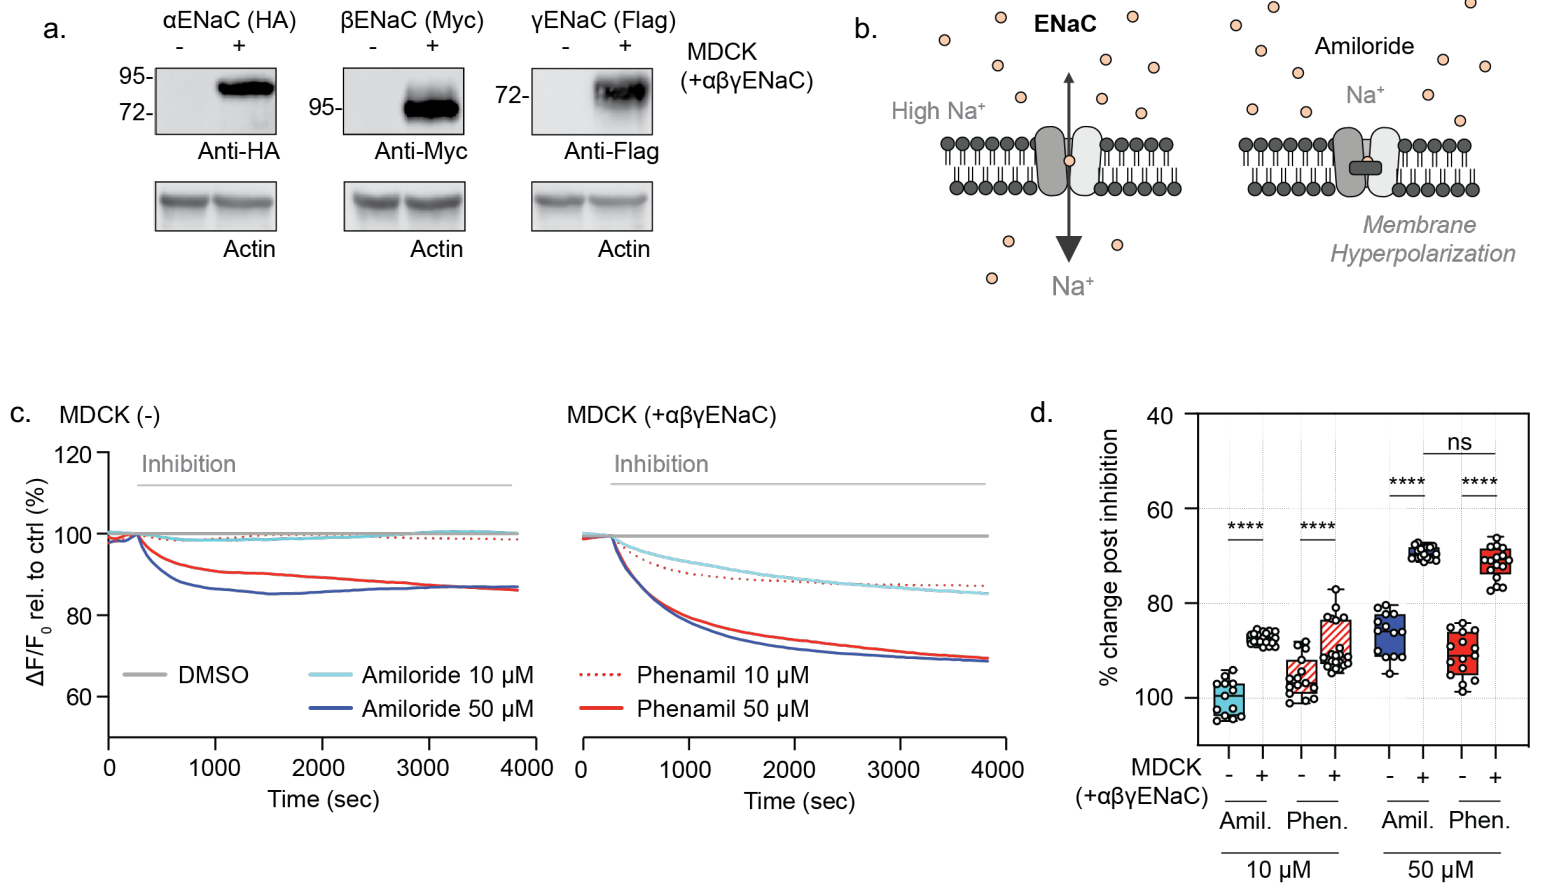 a.
αENaC (HA)
βENaC (Myc)
γENaC (Flag)
- +
- +
- +
MDCK
(+αβγENaC)
95-
72-
95-
72-
Anti-HA
Anti-Myc
Anti-Flag
Actin
Actin
Actin
b.
ENaC
High Na⁺
Na⁺
Amiloride
Na⁺
Membrane
Hyperpolarization
c.
MDCK (-)
MDCK (+αβγENaC)
Inhibition
Inhibition
ΔF/F₀ rel. to ctrl (%)
120
100
80
60
DMSO
Amiloride 10 µM
Phenamil 10 µM
Amiloride 50 µM
Phenamil 50 µM
0 1000 2000 3000 4000
Time (sec)
0 1000 2000 3000 4000
Time (sec)
d.
% change post inhibition
40
60
80
100
****
****
****
****
ns
MDCK
(+αβγENaC)
- + - + - + - +
Amil. Phen. Amil. Phen.
10 µM 50 µM